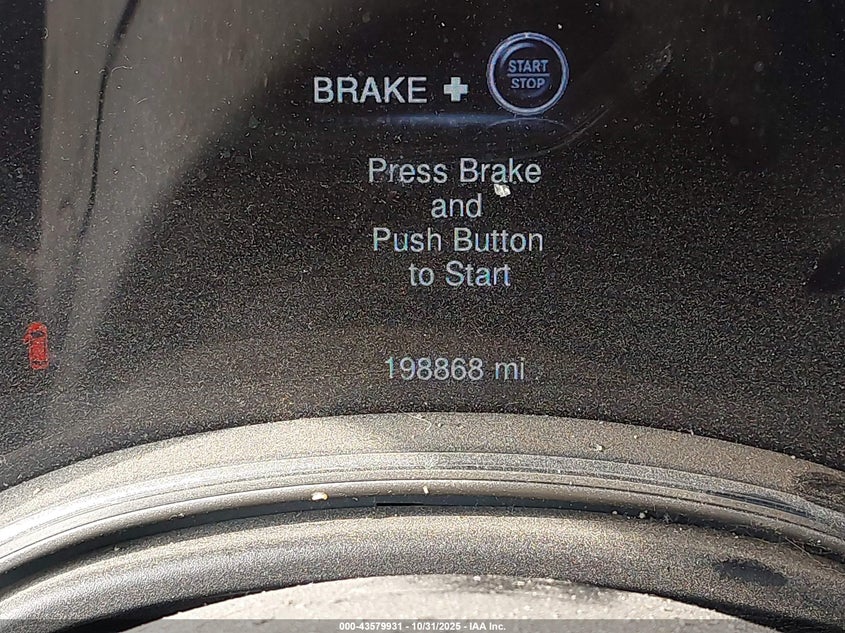 BRAKE + START STOP
Press Brake
and
Push Button
to Start
198868 mi
000-43579931 - 10/31/2025 - IAA Inc.